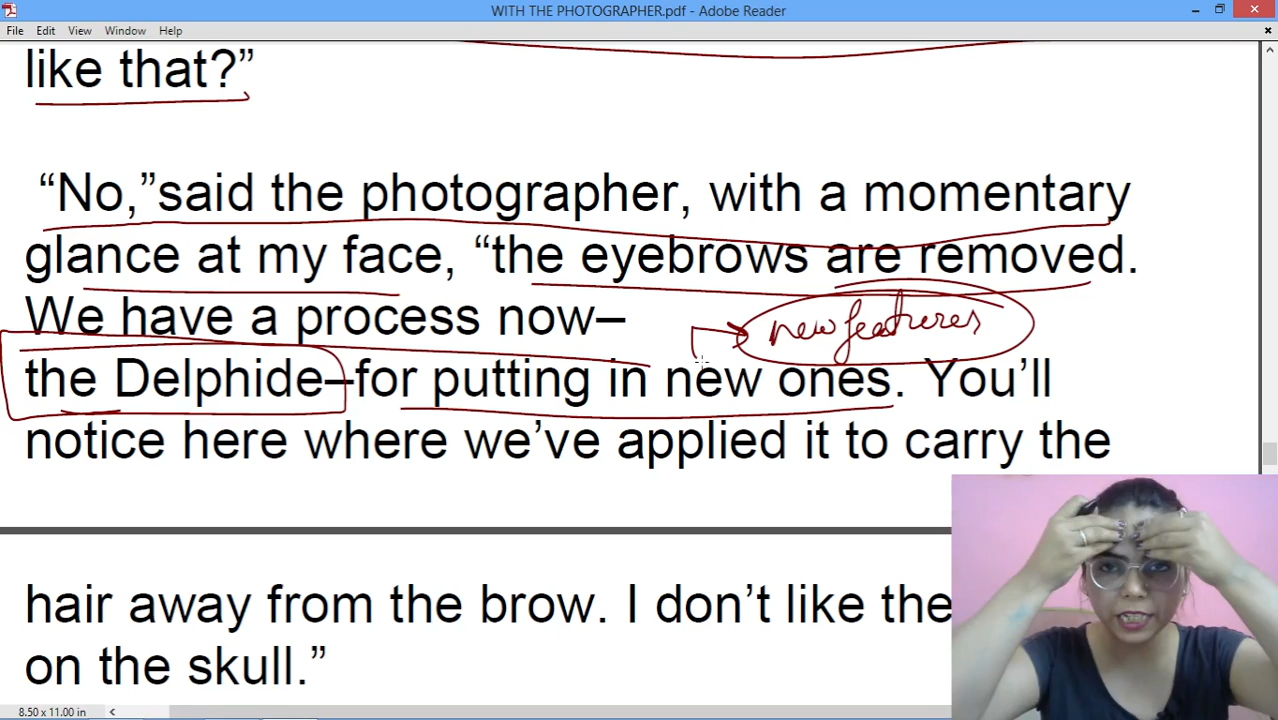 WITH THE PHOTOGRAPHER.pdf - Adobe Reader
File Edit View Window Help
like that?”
“No,”said the photographer, with a momentary
glance at my face, “the eyebrows are removed.
We have a process now–
new features
the Delphide–for putting in new ones. You’ll
notice here where we’ve applied it to carry the
hair away from the brow. I don’t like the
on the skull.”
8.50 x 11.00 in